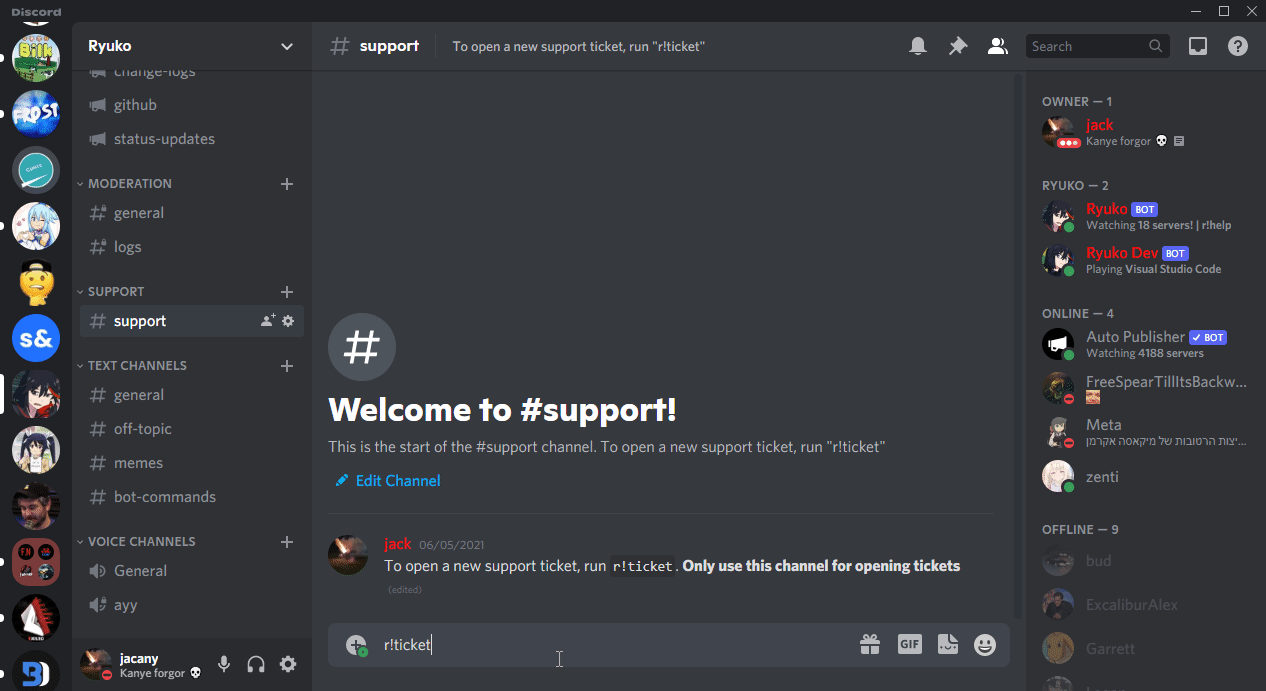 Discord
Ryuko
change-logs
github
status-updates
MODERATION
general
logs
SUPPORT
support
TEXT CHANNELS
general
off-topic
memes
bot-commands
VOICE CHANNELS
General
ayy
jacany
Kanye forgor 💀
Bilk
FROST
s&
support
To open a new support ticket, run "r!ticket"
Search
Welcome to #support!
This is the start of the #support channel. To open a new support ticket, run "r!ticket"
Edit Channel
jack 06/05/2021
To open a new support ticket, run r!ticket. Only use this channel for opening tickets
(edited)
r!ticket
GIF
OWNER — 1
jack
Kanye forgor 💀
RYUKO — 2
Ryuko BOT
Watching 18 servers! | r!help
Ryuko Dev BOT
Playing Visual Studio Code
ONLINE — 4
Auto Publisher BOT
Watching 4188 servers
FreeSpearTillItsBackw...
Meta
יצות הרטובות של מיקאסה אקרמן...
zenti
OFFLINE — 9
bud
ExcaliburAlex
Garrett